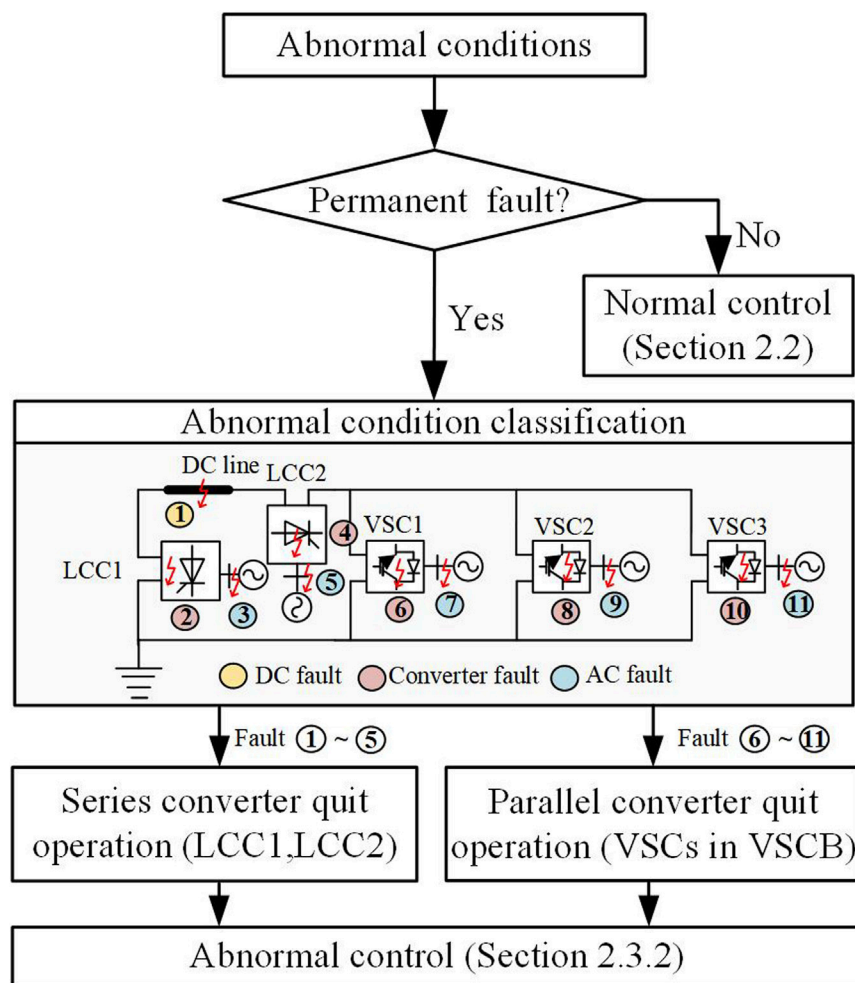 Abnormal conditions
Permanent fault?
No
Yes
Normal control
(Section 2.2)
Abnormal condition classification
DC line
LCC2
1
4
VSC1
VSC2
VSC3
LCC1
5
2
3
6
7
8
9
10
11
DC fault
Converter fault
AC fault
Fault ① ~ ⑤
Fault ⑥ ~ ⑪
Series converter quit
operation (LCC1,LCC2)
Parallel converter quit
operation (VSCs in VSCB)
Abnormal control (Section 2.3.2)